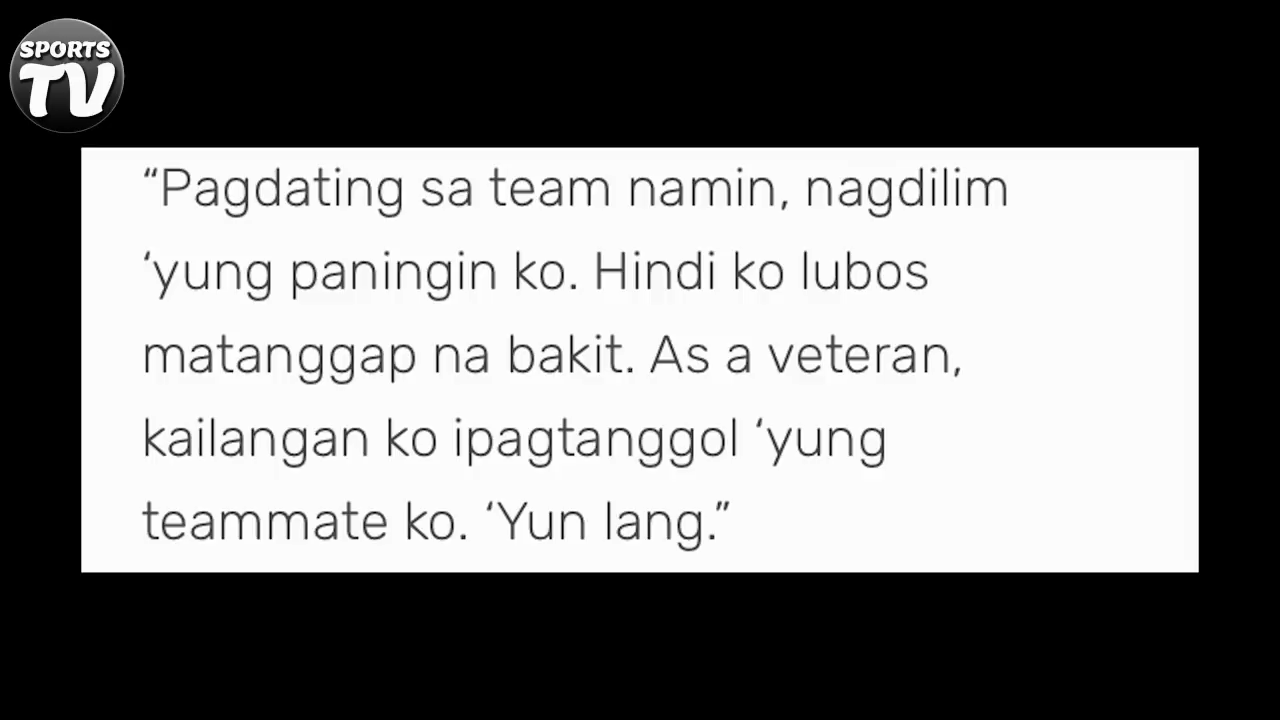 SPORTS
TV
“Pagdating sa team namin, nagdilim
‘yung paningin ko. Hindi ko lubos
matanggap na bakit. As a veteran,
kailangan ko ipagtanggol ‘yung
teammate ko. ‘Yun lang.”